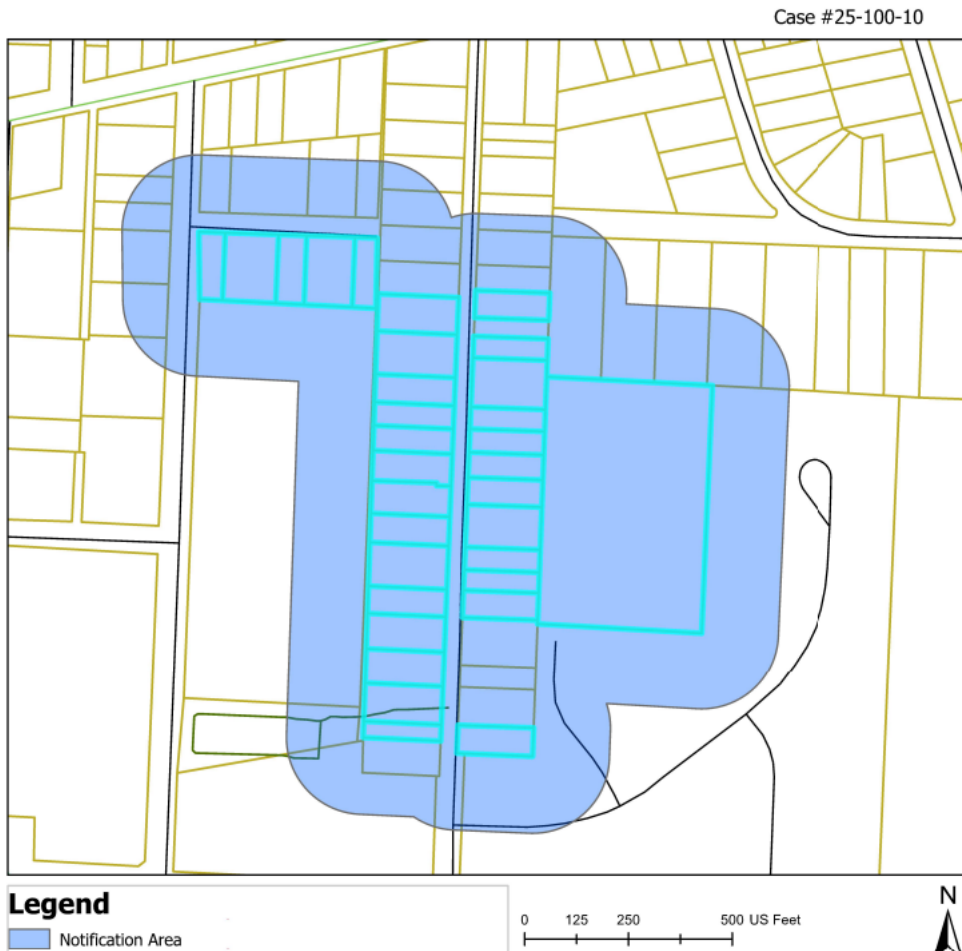 Case #25-100-10
Legend
Notification Area
0 125 250 500 US Feet
N